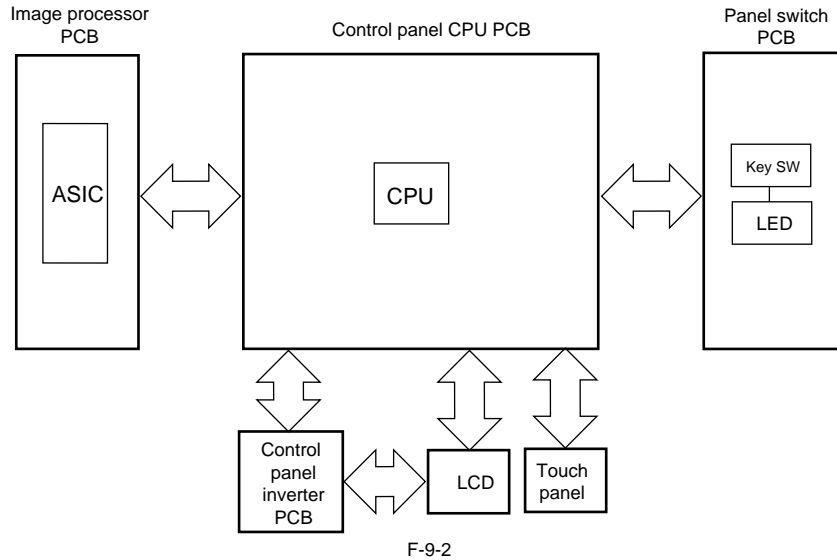 Image processor
PCB
Control panel CPU PCB
Panel switch
PCB
ASIC
CPU
Key SW
LED
Control
panel
inverter
PCB
LCD
Touch
panel
F-9-2